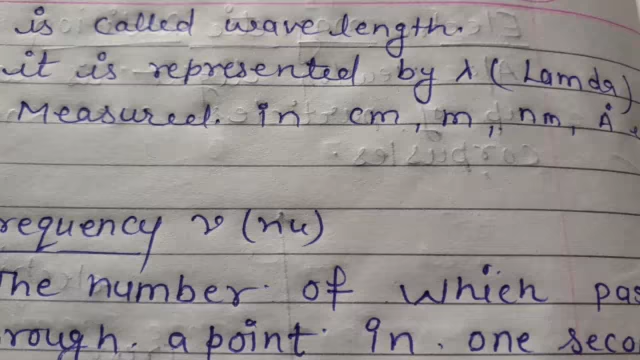 is called wave length.
it is represented by λ (Lamda)
Measured. in cm, m, nm, Å.
requency ν (niu)
The number of which pas
rough. a point in. one seco